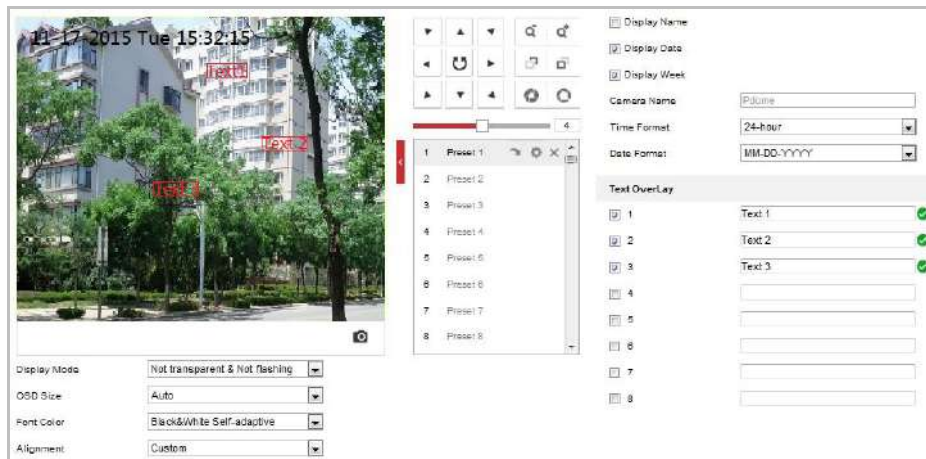 11-17-2015 Tue 15:32:15
Text1
Text 2
Text 3
Display Mode Not transparent & Not flashing
OSD Size Auto
Font Color Black&White Self-adaptive
Alignment Custom
4
1 Preset 1
2 Preset 2
3 Preset 3
4 Preset 4
5 Preset 5
6 Preset 6
7 Preset 7
8 Preset 8
Display Name
Display Date
Display Week
Camera Name Pdome
Time Format 24-hour
Date Format MM-DD-YYYY
Text OverLay
1 Text 1
2 Text 2
3 Text 3
4
5
6
7
8